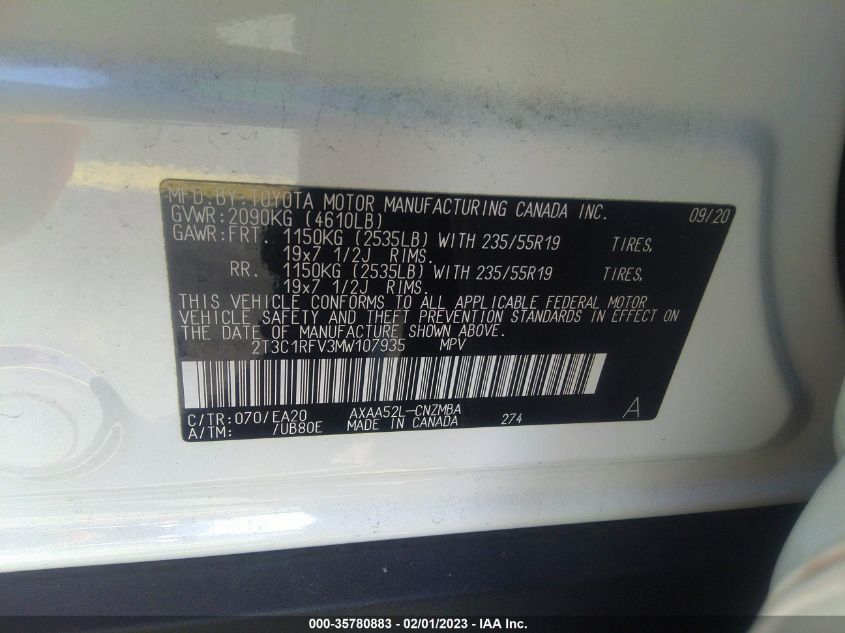 MFD. BY: TOYOTA MOTOR MANUFACTURING CANADA INC. 09/20
GVWR: 2090KG (4610LB)
GAWR: FRT. 1150KG (2535LB) WITH 235/55R19 TIRES,
19x7 1/2J RIMS.
RR. 1150KG (2535LB) WITH 235/55R19 TIRES,
19x7 1/2J RIMS.
THIS VEHICLE CONFORMS TO ALL APPLICABLE FEDERAL MOTOR
VEHICLE SAFETY AND THEFT PREVENTION STANDARDS IN EFFECT ON
THE DATE OF MANUFACTURE SHOWN ABOVE.
2T3C1RFV3MW107935 MPV
C/TR: 070/EA20 AXAA52L-CNZMBA A
A/TM: /UB80E MADE IN CANADA 274
000-35780883 / 02/01/2023 - IAA Inc.